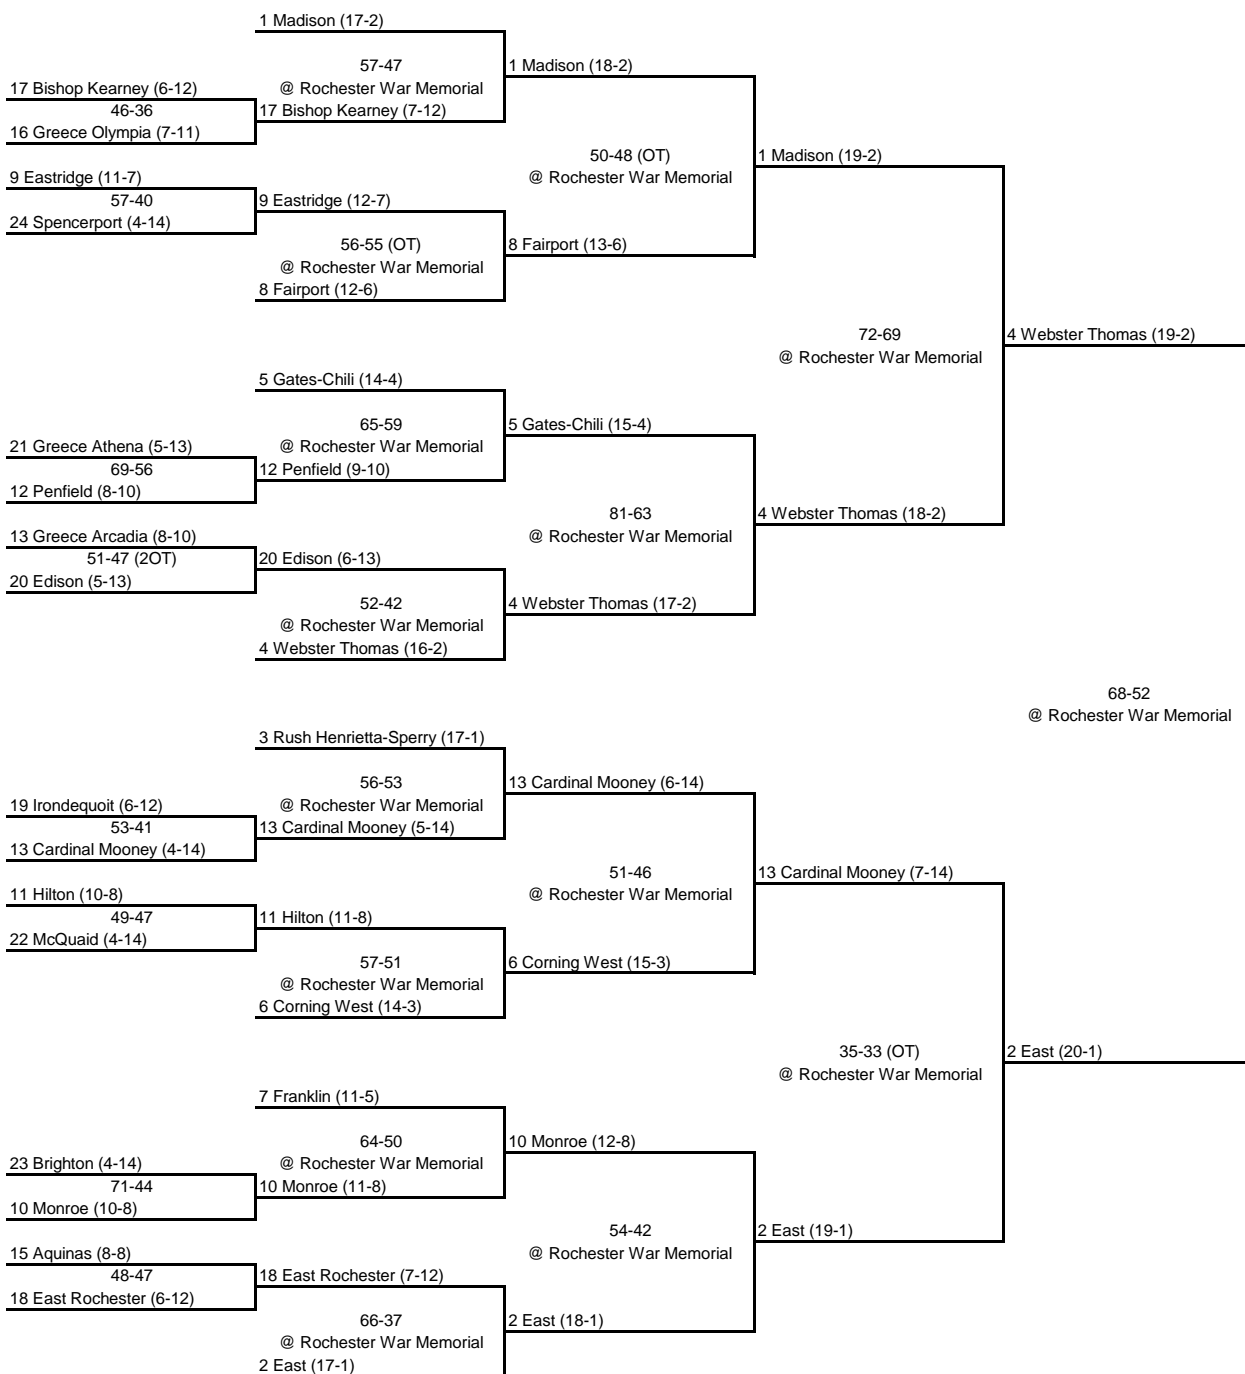 1 Madison (17-2)
57-47
1 Madison (18-2)
17 Bishop Kearney (6-12)
@ Rochester War Memorial
46-36
17 Bishop Kearney (7-12)
16 Greece Olympia (7-11)
50-48 (OT)
1 Madison (19-2)
9 Eastridge (11-7)
@ Rochester War Memorial
57-40
9 Eastridge (12-7)
24 Spencerport (4-14)
56-55 (OT)
8 Fairport (13-6)
@ Rochester War Memorial
8 Fairport (12-6)
72-69
4 Webster Thomas (19-2)
@ Rochester War Memorial
5 Gates-Chili (14-4)
65-59
5 Gates-Chili (15-4)
21 Greece Athena (5-13)
@ Rochester War Memorial
69-56
12 Penfield (9-10)
12 Penfield (8-10)
81-63
4 Webster Thomas (18-2)
13 Greece Arcadia (8-10)
@ Rochester War Memorial
51-47 (2OT)
20 Edison (6-13)
20 Edison (5-13)
52-42
4 Webster Thomas (17-2)
@ Rochester War Memorial
4 Webster Thomas (16-2)
68-52
@ Rochester War Memorial
3 Rush Henrietta-Sperry (17-1)
56-53
13 Cardinal Mooney (6-14)
19 Irondequoit (6-12)
@ Rochester War Memorial
53-41
13 Cardinal Mooney (5-14)
13 Cardinal Mooney (4-14)
51-46
13 Cardinal Mooney (7-14)
11 Hilton (10-8)
@ Rochester War Memorial
49-47
11 Hilton (11-8)
22 McQuaid (4-14)
57-51
6 Corning West (15-3)
@ Rochester War Memorial
6 Corning West (14-3)
35-33 (OT)
2 East (20-1)
@ Rochester War Memorial
7 Franklin (11-5)
64-50
10 Monroe (12-8)
23 Brighton (4-14)
@ Rochester War Memorial
71-44
10 Monroe (11-8)
10 Monroe (10-8)
54-42
2 East (19-1)
15 Aquinas (8-8)
@ Rochester War Memorial
48-47
18 East Rochester (7-12)
18 East Rochester (6-12)
66-37
2 East (18-1)
@ Rochester War Memorial
2 East (17-1)